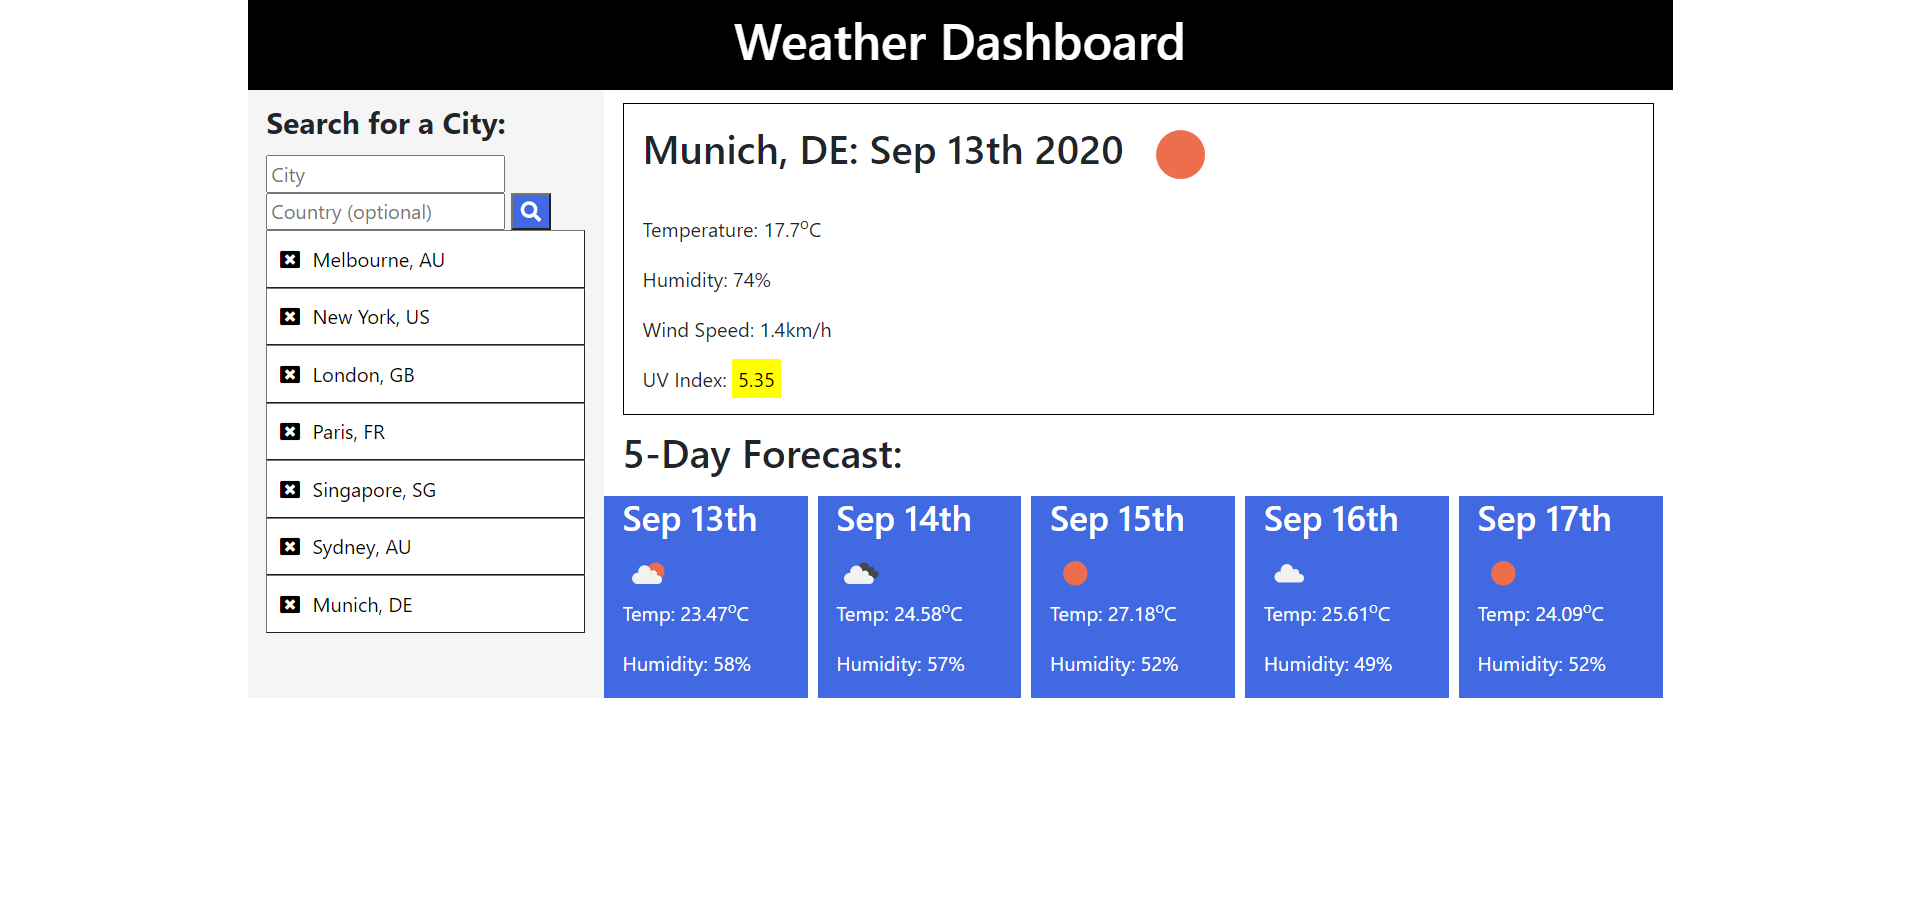 Weather Dashboard
Search for a City:
City
Country (optional)
Melbourne, AU
New York, US
London, GB
Paris, FR
Singapore, SG
Sydney, AU
Munich, DE
Munich, DE: Sep 13th 2020
Temperature: 17.7°C
Humidity: 74%
Wind Speed: 1.4km/h
UV Index: 5.35
5-Day Forecast:
Sep 13th
Temp: 23.47°C
Humidity: 58%
Sep 14th
Temp: 24.58°C
Humidity: 57%
Sep 15th
Temp: 27.18°C
Humidity: 52%
Sep 16th
Temp: 25.61°C
Humidity: 49%
Sep 17th
Temp: 24.09°C
Humidity: 52%